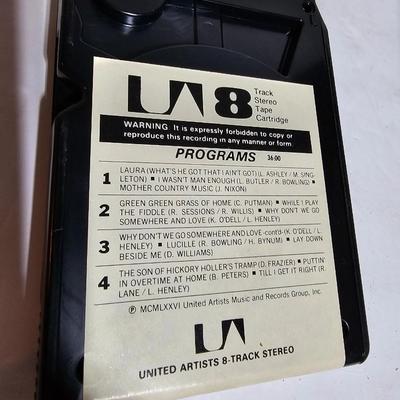 UA 8 Track
Stereo
Tape
Cartridge
WARNING. It is expressly forbidden to copy or
reproduce this recording in any manner or form
PROGRAMS 36:00
1 LAURA (WHAT'S HE GOT THAT I AIN'T GOT) (L. ASHLEY / M. SING-
LETON) ■ I WASN'T MAN ENOUGH (L. BUTLER / R. BOWLING) ■
MOTHER COUNTRY MUSIC (J. NIXON)
2 GREEN GREEN GRASS OF HOME (C. PUTMAN) ■ WHILE I PLAY
THE FIDDLE (R. SESSIONS / R. WILLIS) ■ WHY DON'T WE GO
SOMEWHERE AND LOVE (K. O'DELL / L. HENLEY)
3 WHY DON'T WE GO SOMEWHERE AND LOVE-cont'd- (K. O'DELL / L.
HENLEY) ■ LUCILLE (R. BOWLING / H. BYNUM) ■ LAY DOWN
BESIDE ME (D. WILLIAMS)
4 THE SON OF HICKORY HOLLER'S TRAMP (D. FRAZIER) ■ PUTTIN'
IN OVERTIME AT HOME (B. PETERS) ■ TILL I GET IT RIGHT (R.
LANE / L. HENLEY)
℗ MCMLXXVI United Artists Music and Records Group, Inc.
UA
UNITED ARTISTS 8-TRACK STEREO